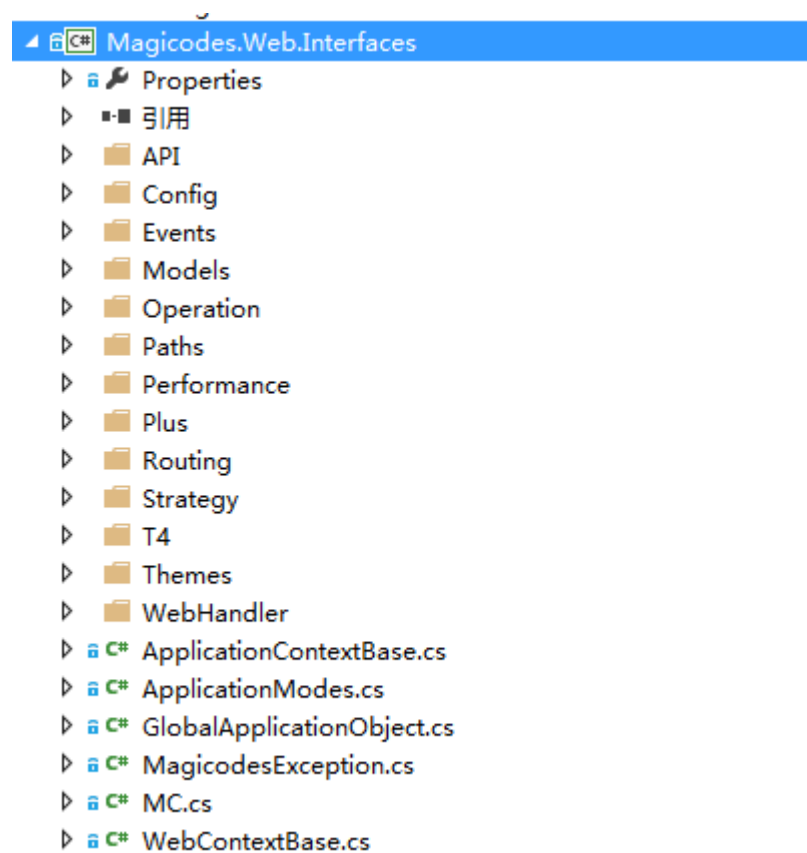 C# Magicodes.Web.Interfaces
Properties
引用
API
Config
Events
Models
Operation
Paths
Performance
Plus
Routing
Strategy
T4
Themes
WebHandler
C# ApplicationContextBase.cs
C# ApplicationModes.cs
C# GlobalApplicationObject.cs
C# MagicodesException.cs
C# MC.cs
C# WebContextBase.cs